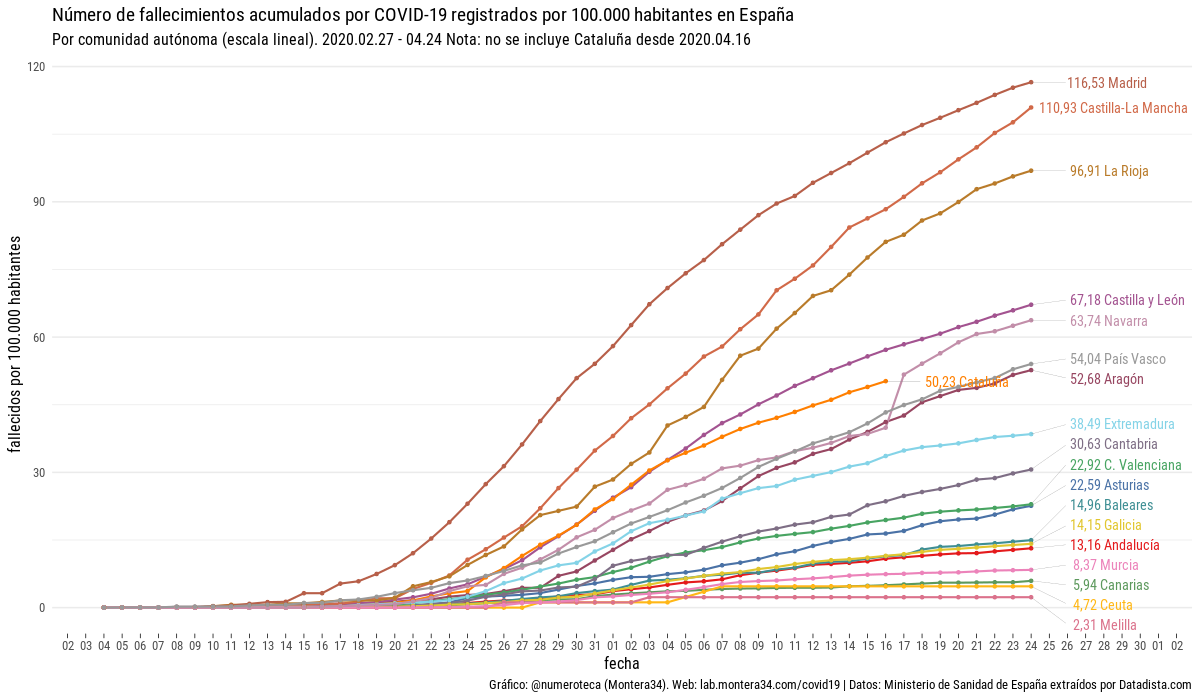 Número de fallecimientos acumulados por COVID-19 registrados por 100.000 habitantes en España
Por comunidad autónoma (escala lineal). 2020.02.27 - 04.24 Nota: no se incluye Cataluña desde 2020.04.16
fallecidos por 100.000 habitantes
120
90
60
30
0
116,53 Madrid
110,93 Castilla-La Mancha
96,91 La Rioja
67,18 Castilla y León
63,74 Navarra
54,04 País Vasco
52,68 Aragón
50,23 Cataluña
38,49 Extremadura
30,63 Cantabria
22,92 C. Valenciana
22,59 Asturias
14,96 Baleares
14,15 Galicia
13,16 Andalucía
8,37 Murcia
5,94 Canarias
4,72 Ceuta
2,31 Melilla
02 03 04 05 06 07 08 09 10 11 12 13 14 15 16 17 18 19 20 21 22 23 24 25 26 27 28 29 30 31 01 02 03 04 05 06 07 08 09 10 11 12 13 14 15 16 17 18 19 20 21 22 23 24 25 26 27 28 29 30 01 02
fecha
Gráfico: @numeroteca (Montera34). Web: lab.montera34.com/covid19 | Datos: Ministerio de Sanidad de España extraídos por Datadista.com